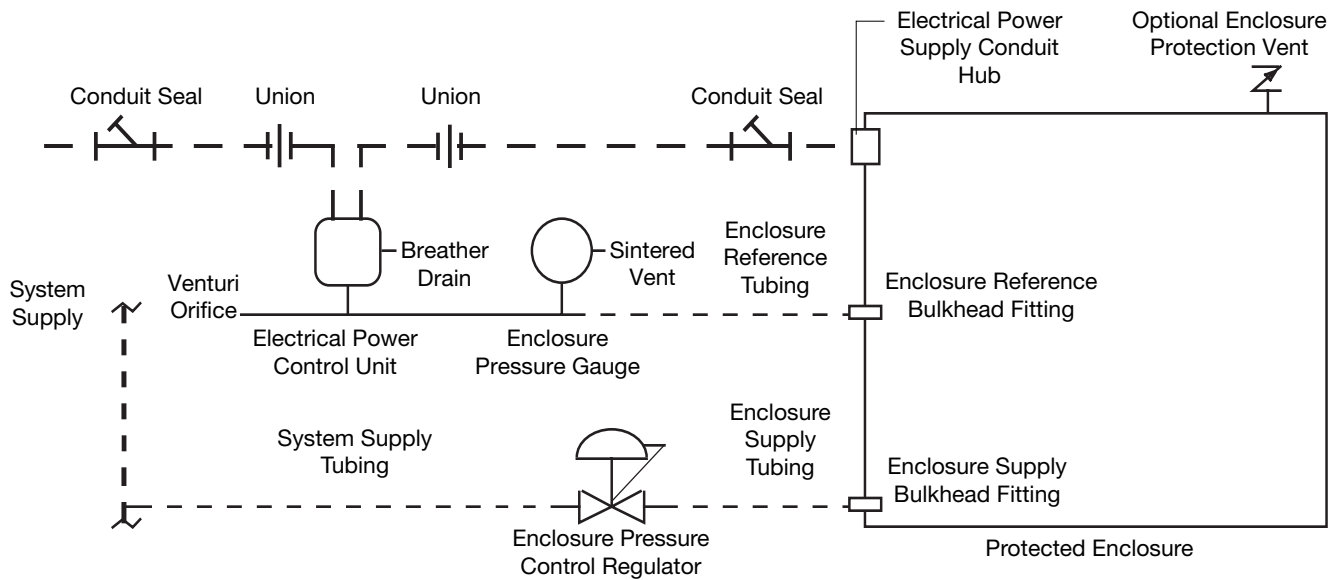 Electrical Power
Supply Conduit
Hub
Optional Enclosure
Protection Vent
Conduit Seal
Union
Union
Conduit Seal
Breather
Drain
Sintered
Vent
Enclosure
Reference
Tubing
System
Supply
Venturi
Orifice
Enclosure Reference
Bulkhead Fitting
Electrical Power
Control Unit
Enclosure
Pressure Gauge
System Supply
Tubing
Enclosure
Supply
Tubing
Enclosure Supply
Bulkhead Fitting
Enclosure Pressure
Control Regulator
Protected Enclosure